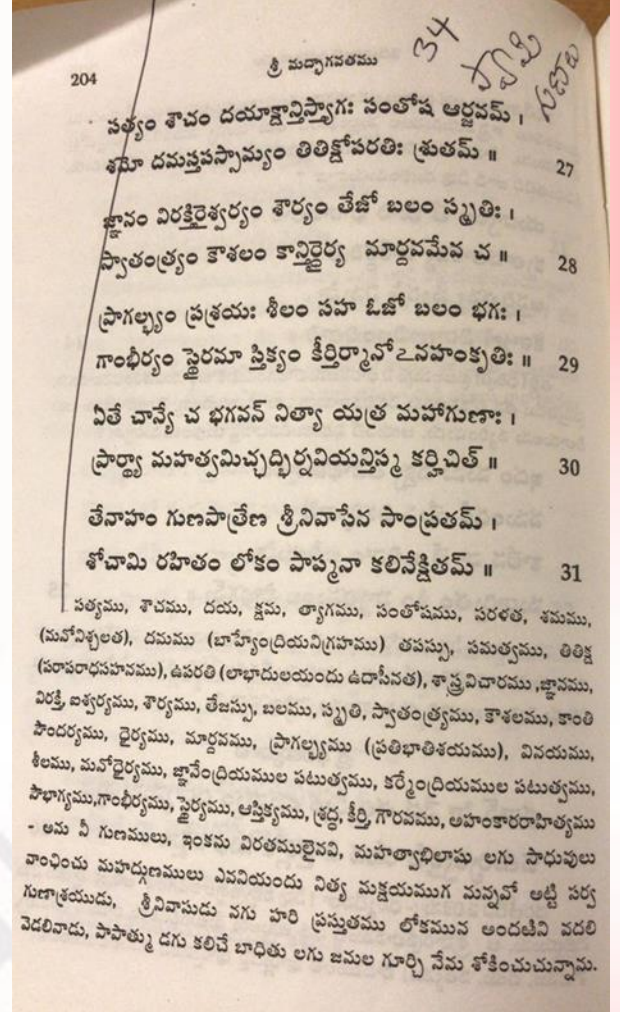 204
శ్రీ మద్భాగవతము
34
స్వామి
గుణాలు
సత్యం శౌచం దయాక్షాన్తిస్త్యాగః సంతోష ఆర్జవమ్ ।
శమో దమస్తపస్సామ్యం తితిక్షోపరతిః శ్రుతమ్ ॥ 27
జ్ఞానం విరక్తిరైశ్వర్యం శౌర్యం తేజో బలం స్మృతిః ।
స్వాతంత్ర్యం కౌశలం కాన్తిర్ధైర్య మార్దవమేవ చ ॥ 28
ప్రాగల్భ్యం ప్రశ్రయః శీలం సహ ఓజో బలం భగః ।
గాంభీర్యం స్థైరమా స్తిక్యం కీర్తిర్మానోఽనహంకృతిః ॥ 29
ఏతే చాన్యే చ భగవన్ నిత్యా యత్ర మహాగుణాః ।
ప్రార్థ్యా మహత్వమిచ్ఛద్భిర్నవియన్తిస్మ కర్హిచిత్ ॥ 30
తేనాహం గుణపాత్రేణ శ్రీనివాసేన సాంప్రతమ్ ।
శోచామి రహితం లోకం పాప్మనా కలినేక్షితమ్ ॥ 31
సత్యము, శౌచము, దయ, క్షమ, త్యాగము, సంతోషము, సరళత, శమము,
(మనోనిశ్చలత), దమము (బాహ్యేంద్రియనిగ్రహము) తపస్సు, సమత్వము, తితిక్ష
(పరాపరాధసహనము), ఉపరతి (లాభాదులయందు ఉదాసీనత), శాస్త్రవిచారము ,జ్ఞానము,
విరక్తి, ఐశ్వర్యము, శౌర్యము, తేజస్సు, బలము, స్మృతి, స్వాతంత్ర్యము, కౌశలము, కాంతి
సౌందర్యము, ధైర్యము, మార్దవము, ప్రాగల్భ్యము (ప్రతిభాతిశయము), వినయము,
శీలము, మనోధైర్యము, జ్ఞానేంద్రియముల పటుత్వము, కర్మేంద్రియముల పటుత్వము,
సౌభాగ్యము,గాంభీర్యము, స్థైర్యము, ఆస్తిక్యము, శ్రద్ధ, కీర్తి, గౌరవము, అహంకారరాహిత్యము
- అను నీ గుణములు, ఇంకను విరతములైనవి, మహత్వాభిలాషు లగు సాధువులు
వాంఛించు మహద్గుణములు ఎవనియందు నిత్య మక్షయముగ మన్నవో అట్టి సర్వ
గుణాశ్రయుడు, శ్రీనివాసుడు నగు హరి ప్రస్తుతము లోకమున అందఱిని వదలి
వెడలినాడు, పాపాత్ము డగు కలిచే బాధితు లగు జనుల గూర్చి నేను శోకించుచున్నాను.